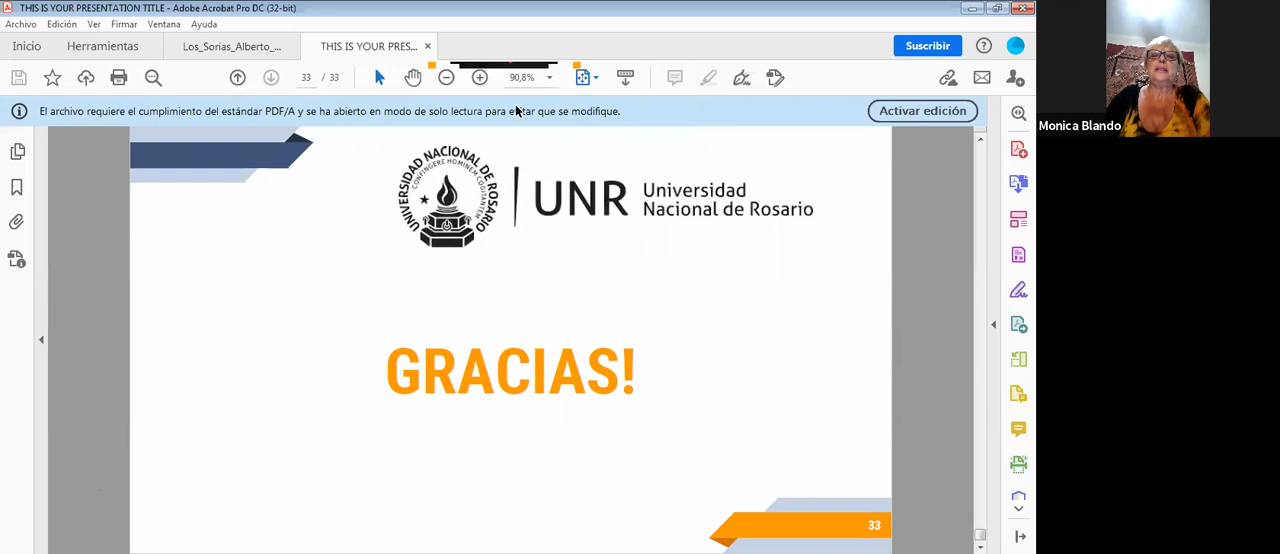 THIS IS YOUR PRESENTATION TITLE - Adobe Acrobat Pro DC (32-bit)
Archivo Edición Ver Firmar Ventana Ayuda
Inicio Herramientas Los_Sorias_Alberto_... THIS IS YOUR PRES... × Suscribir
33 / 33 90,8%
El archivo requiere el cumplimiento del estándar PDF/A y se ha abierto en modo de solo lectura para evitar que se modifique. Activar edición
Monica Blando
UNIVERSIDAD NACIONAL DE ROSARIO
CONFINGERE HOMINEM COGITANTEM
UNR Universidad
Nacional de Rosario
GRACIAS!
33